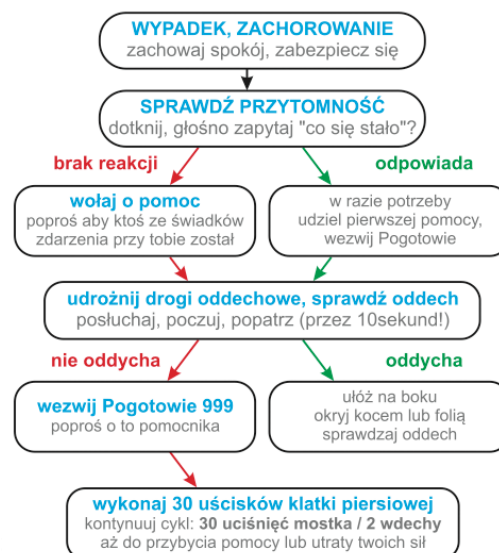 WYPADEK, ZACHOROWANIE
zachowaj spokój, zabezpiecz się
SPRAWDŹ PRZYTOMNOŚĆ
dotknij, głośno zapytaj "co się stało"?
brak reakcji
odpowiada
wołaj o pomoc
poproś aby ktoś ze świadków
zdarzenia przy tobie został
w razie potrzeby
udziel pierwszej pomocy,
wezwij Pogotowie
udrożnij drogi oddechowe, sprawdź oddech
posłuchaj, poczuj, popatrz (przez 10sekund!)
nie oddycha
oddycha
wezwij Pogotowie 999
poproś o to pomocnika
ułóż na boku
okryj kocem lub folią
sprawdzaj oddech
wykonaj 30 uścisków klatki piersiowej
kontynuuj cykl: 30 uciśnięć mostka / 2 wdechy
aż do przybycia pomocy lub utraty twoich sił